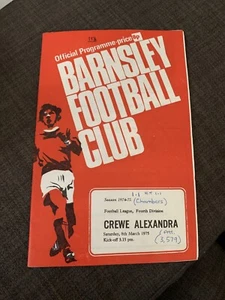 Official Programme-price
BARNSLEY
FOOTBALL
CLUB
Season 1974/75
(Chambers)
Football League, Fourth Division
CREWE ALEXANDRA
Saturday, 8th March 1975
Kick-off 3.15 pm.